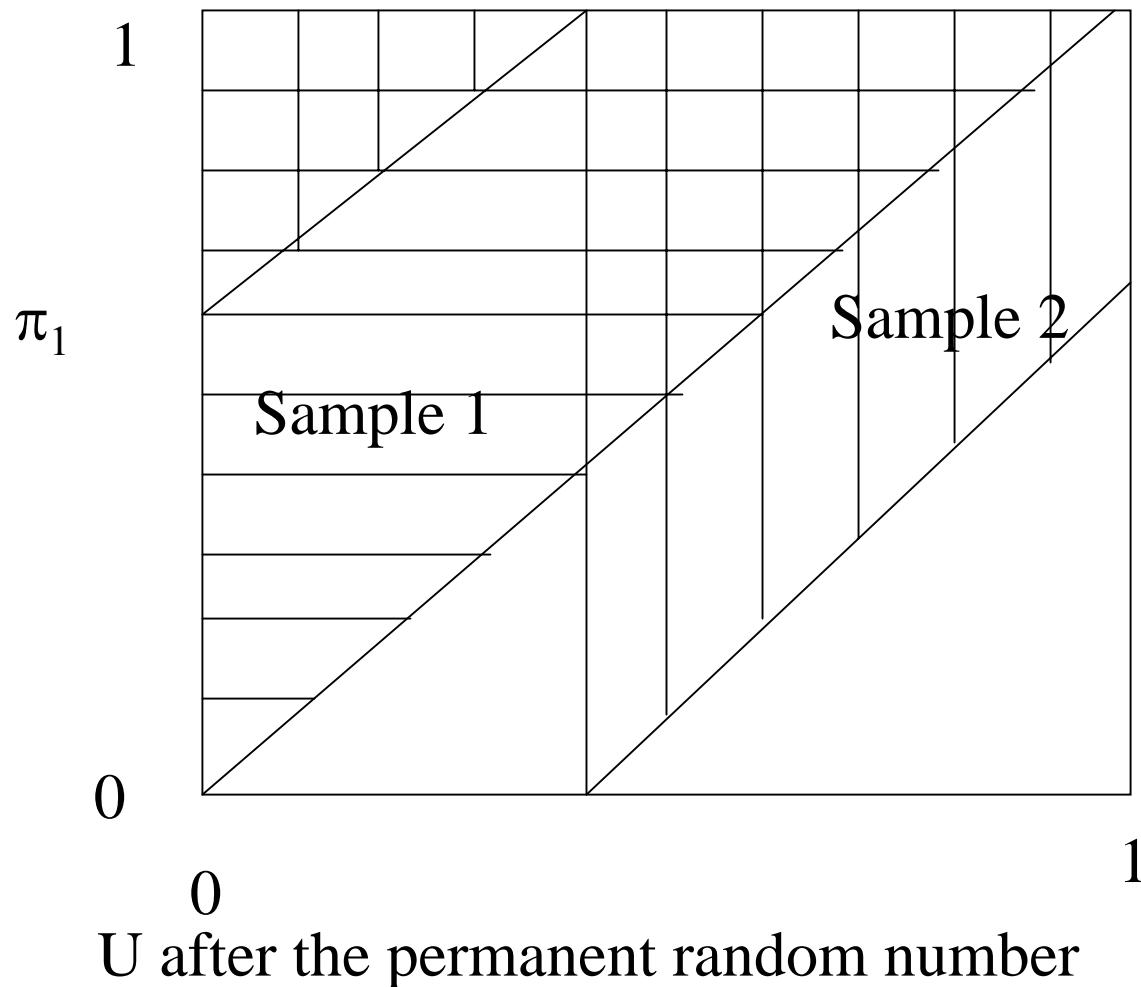 1
π₁
Sample 2
Sample 1
0
1
0
U after the permanent random number